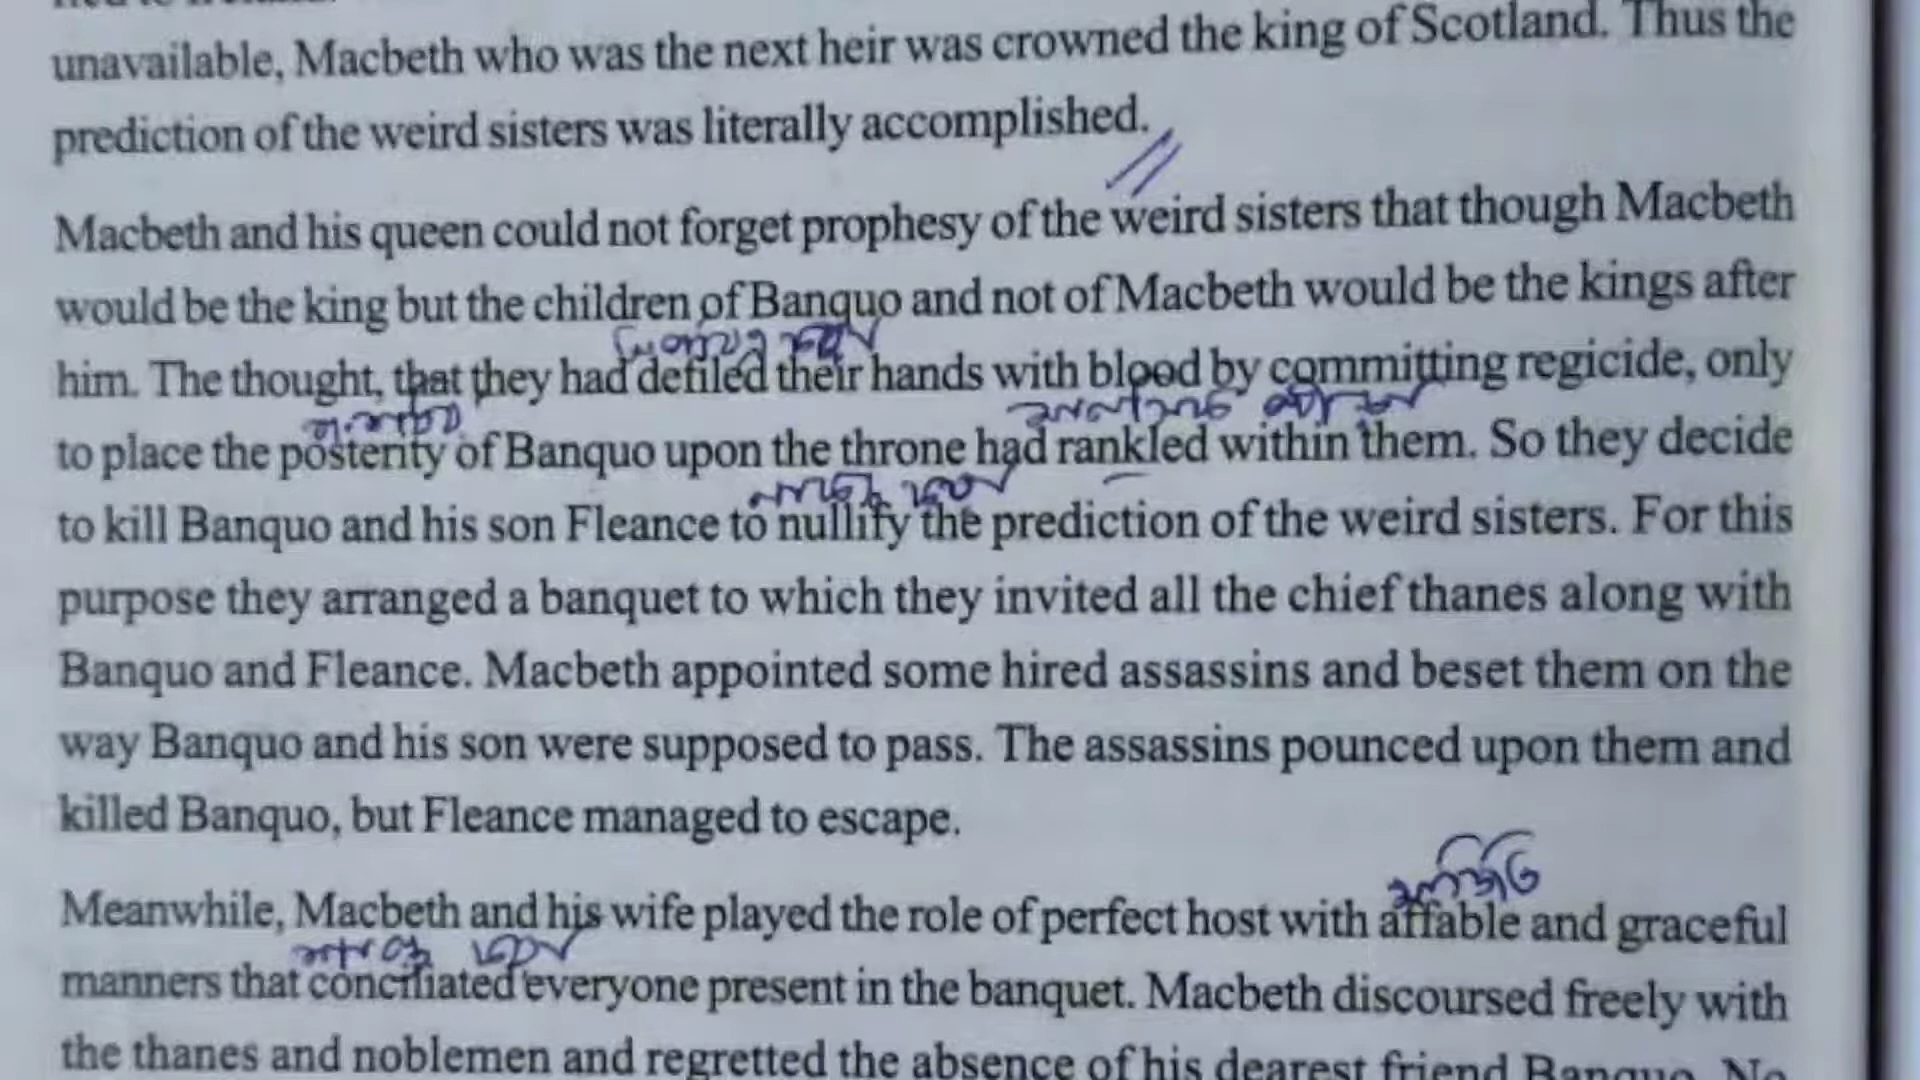 unavailable, Macbeth who was the next heir was crowned the king of Scotland. Thus the
prediction of the weird sisters was literally accomplished.
Macbeth and his queen could not forget prophesy of the weird sisters that though Macbeth
would be the king but the children of Banquo and not of Macbeth would be the kings after
him. The thought, that they had defiled their hands with blood by committing regicide, only
to place the posterity of Banquo upon the throne had rankled within them. So they decide
to kill Banquo and his son Fleance to nullify the prediction of the weird sisters. For this
purpose they arranged a banquet to which they invited all the chief thanes along with
Banquo and Fleance. Macbeth appointed some hired assassins and beset them on the
way Banquo and his son were supposed to pass. The assassins pounced upon them and
killed Banquo, but Fleance managed to escape.
Meanwhile, Macbeth and his wife played the role of perfect host with affable and graceful
manners that conciliated everyone present in the banquet. Macbeth discoursed freely with
the thanes and noblemen and regretted the absence of his dearest friend Banquo. No